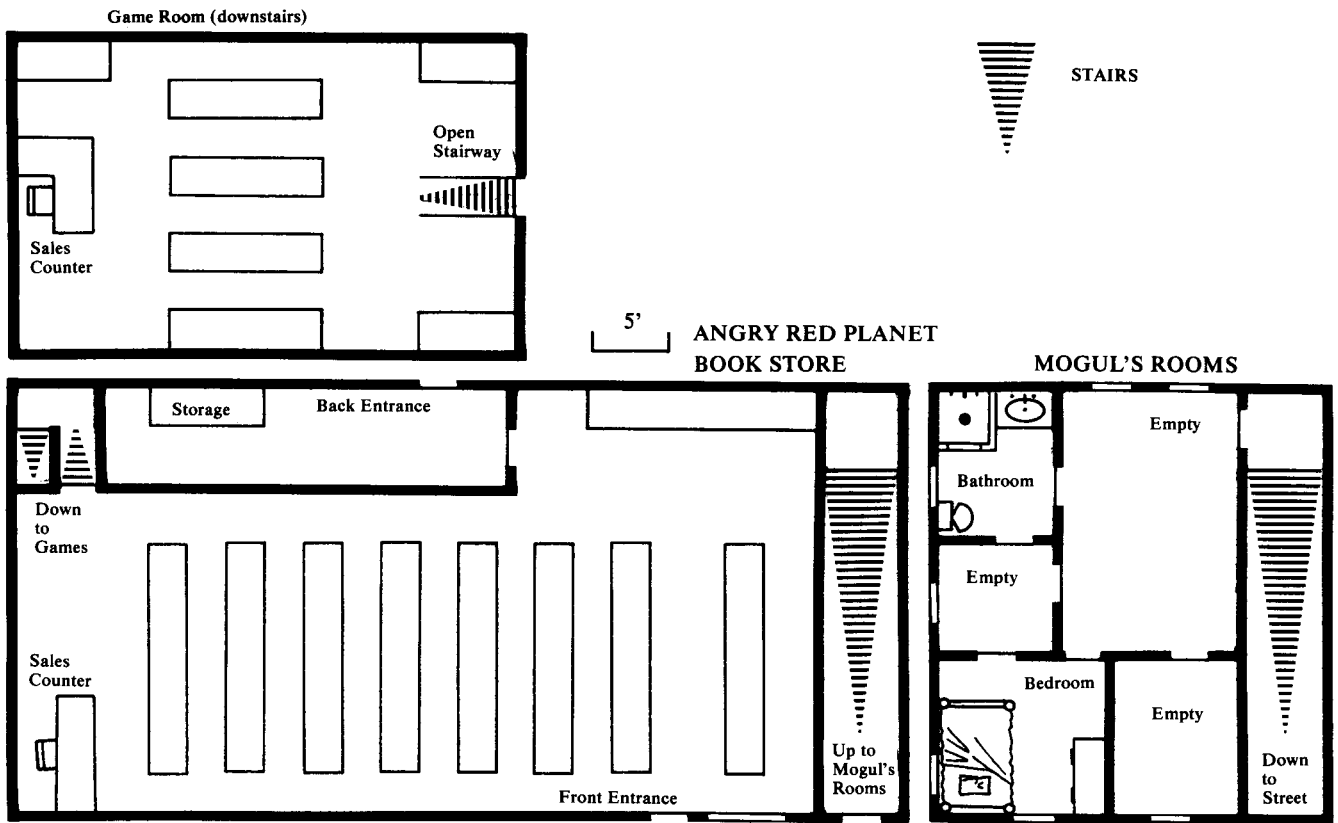 Game Room (downstairs)
STAIRS
Open
Stairway
Sales
Counter
5'
ANGRY RED PLANET
BOOK STORE
MOGUL'S ROOMS
Storage
Back Entrance
Empty
Bathroom
Down
to
Games
Empty
Sales
Counter
Bedroom
Empty
Up to
Mogul's
Rooms
Down
to
Street
Front Entrance